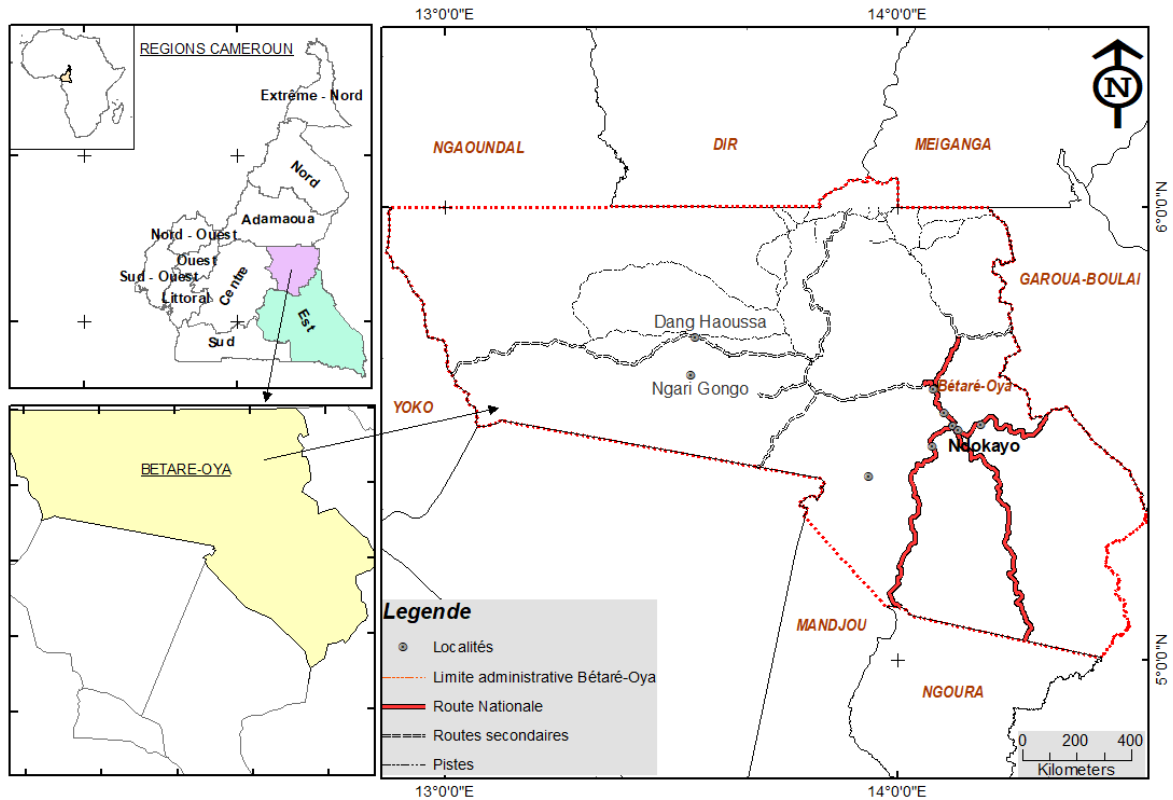 REGIONS CAMEROUN
Extrême - Nord
Nord
Adamaoua
Nord - Ouest
Ouest
Sud - Ouest
Littoral
Centre
Est
Sud
BETARE-OYA
13°0'0"E
14°0'0"E
N
NGAOUNDAL
DIR
MEIGANGA
6°0'0"N
GAROUA-BOULAI
Dang Haoussa
Ngari Gongo
Bétaré-Oya
YOKO
Ndokayo
MANDJOU
NGOURA
5°0'0"N
Legende
Localités
Limite administrative Bétaré-Oya
Route Nationale
Routes secondaires
Pistes
0 200 400
Kilometers
13°0'0"E
14°0'0"E